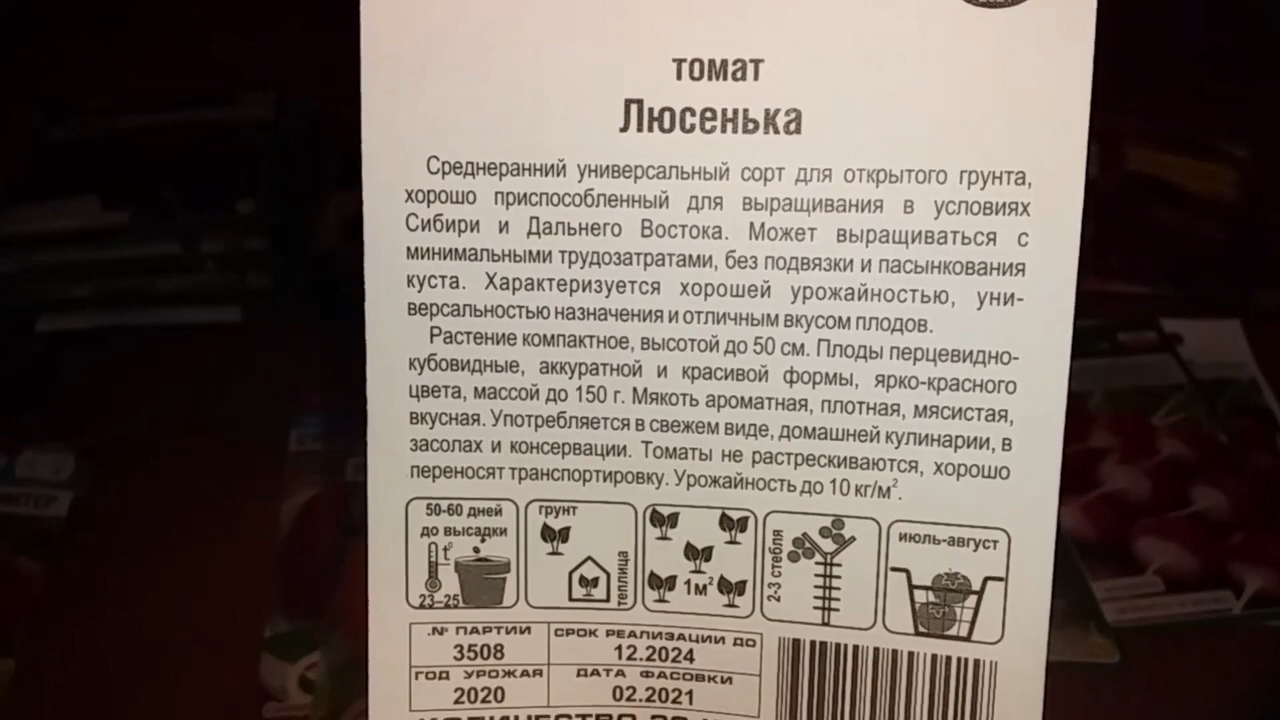 томат
Люсенька
Среднеранний универсальный сорт для открытого грунта,
хорошо приспособленный для выращивания в условиях
Сибири и Дальнего Востока. Может выращиваться с
минимальными трудозатратами, без подвязки и пасынкования
куста. Характеризуется хорошей урожайностью, уни-
версальностью назначения и отличным вкусом плодов.
Растение компактное, высотой до 50 см. Плоды перцевидно-
кубовидные, аккуратной и красивой формы, ярко-красного
цвета, массой до 150 г. Мякоть ароматная, плотная, мясистая,
вкусная. Употребляется в свежем виде, домашней кулинарии, в
засолах и консервации. Томаты не растрескиваются, хорошо
переносят транспортировку. Урожайность до 10 кг/м².
50-60 дней
до высадки
t⁰
23–25
грунт
теплица
1м²
2-3 стебля
июль-август
.№ ПАРТИИ
3508
СРОК РЕАЛИЗАЦИИ ДО
12.2024
ГОД УРОЖАЯ
2020
ДАТА ФАСОВКИ
02.2021
КОЛИЧЕСТВО